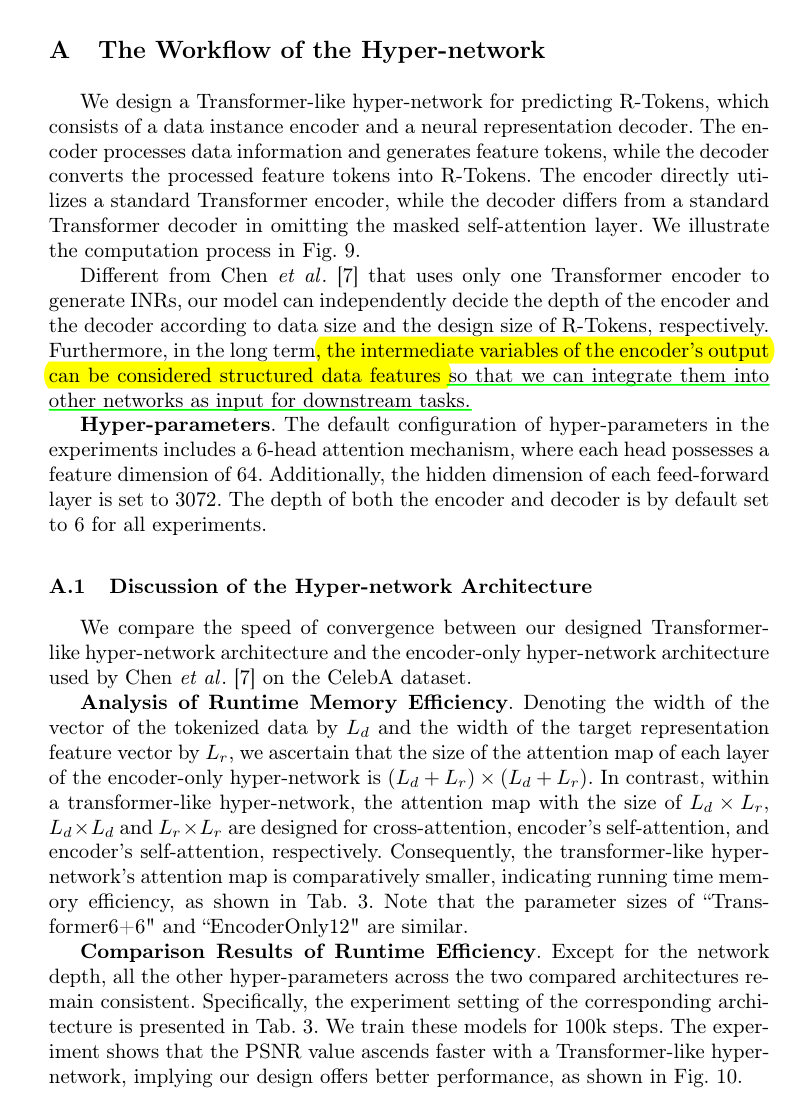 A The Workflow of the Hyper-network
We design a Transformer-like hyper-network for predicting R-Tokens, which
consists of a data instance encoder and a neural representation decoder. The en-
coder processes data information and generates feature tokens, while the decoder
converts the processed feature tokens into R-Tokens. The encoder directly uti-
lizes a standard Transformer encoder, while the decoder differs from a standard
Transformer decoder in omitting the masked self-attention layer. We illustrate
the computation process in Fig. 9.
Different from Chen et al. [7] that uses only one Transformer encoder to
generate INRs, our model can independently decide the depth of the encoder and
the decoder according to data size and the design size of R-Tokens, respectively.
Furthermore, in the long term, the intermediate variables of the encoder's output
can be considered structured data features so that we can integrate them into
other networks as input for downstream tasks.
Hyper-parameters. The default configuration of hyper-parameters in the
experiments includes a 6-head attention mechanism, where each head possesses a
feature dimension of 64. Additionally, the hidden dimension of each feed-forward
layer is set to 3072. The depth of both the encoder and decoder is by default set
to 6 for all experiments.
A.1 Discussion of the Hyper-network Architecture
We compare the speed of convergence between our designed Transformer-
like hyper-network architecture and the encoder-only hyper-network architecture
used by Chen et al. [7] on the CelebA dataset.
Analysis of Runtime Memory Efficiency. Denoting the width of the
vector of the tokenized data by L_d and the width of the target representation
feature vector by L_r, we ascertain that the size of the attention map of each layer
of the encoder-only hyper-network is (L_d + L_r) × (L_d + L_r). In contrast, within
a transformer-like hyper-network, the attention map with the size of L_d × L_r,
L_d×L_d and L_r×L_r are designed for cross-attention, encoder's self-attention, and
encoder's self-attention, respectively. Consequently, the transformer-like hyper-
network's attention map is comparatively smaller, indicating running time mem-
ory efficiency, as shown in Tab. 3. Note that the parameter sizes of “Trans-
former6+6" and “EncoderOnly12" are similar.
Comparison Results of Runtime Efficiency. Except for the network
depth, all the other hyper-parameters across the two compared architectures re-
main consistent. Specifically, the experiment setting of the corresponding archi-
tecture is presented in Tab. 3. We train these models for 100k steps. The exper-
iment shows that the PSNR value ascends faster with a Transformer-like hyper-
network, implying our design offers better performance, as shown in Fig. 10.